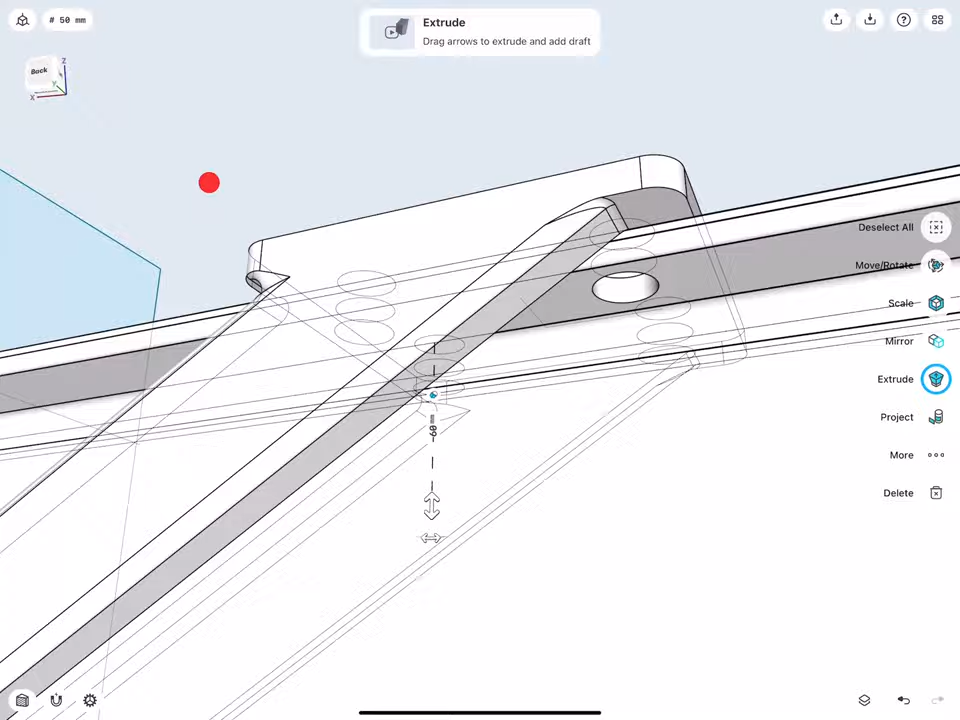 # 50 mm
Extrude
Drag arrows to extrude and add draft
Back
Z
Y
X
Deselect All
Move/Rotate
Scale
Mirror
Extrude
Project
More
Delete